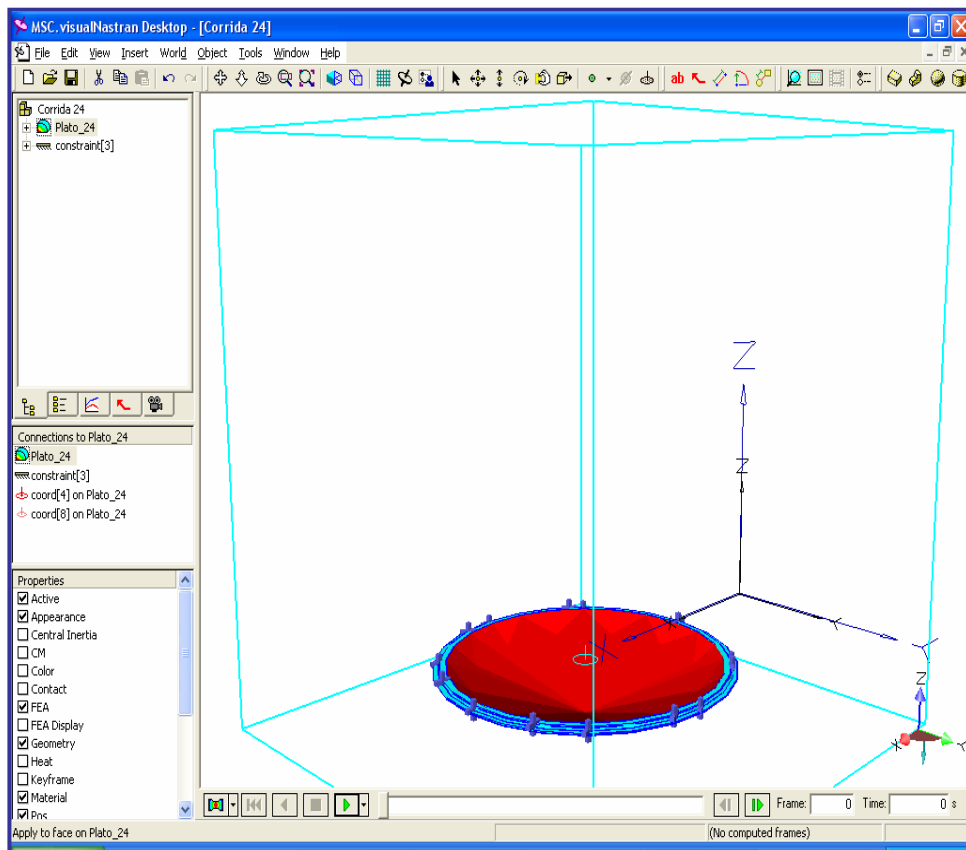 MSC.visualNastran Desktop - [Corrida 24]
File Edit View Insert World Object Tools Window Help
ab
Corrida 24
Plato_24
constraint[3]
Connections to Plato_24
Plato_24
constraint[3]
coord[4] on Plato_24
coord[8] on Plato_24
Properties
Active
Appearance
Central Inertia
CM
Color
Contact
FEA
FEA Display
Geometry
Heat
Keyframe
Material
Pos
Z
Z
X
Y
X
Y
Z
X
Y
Frame: 0 Time: 0 s
Apply to face on Plato_24
(No computed frames)